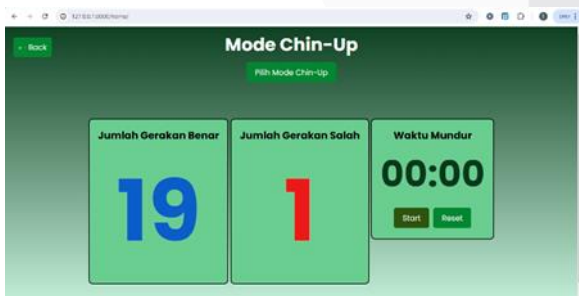 ← Back
Mode Chin-Up
Pilih Mode Chin-Up
Jumlah Gerakan Benar
19
Jumlah Gerakan Salah
1
Waktu Mundur
00:00
Start
Reset